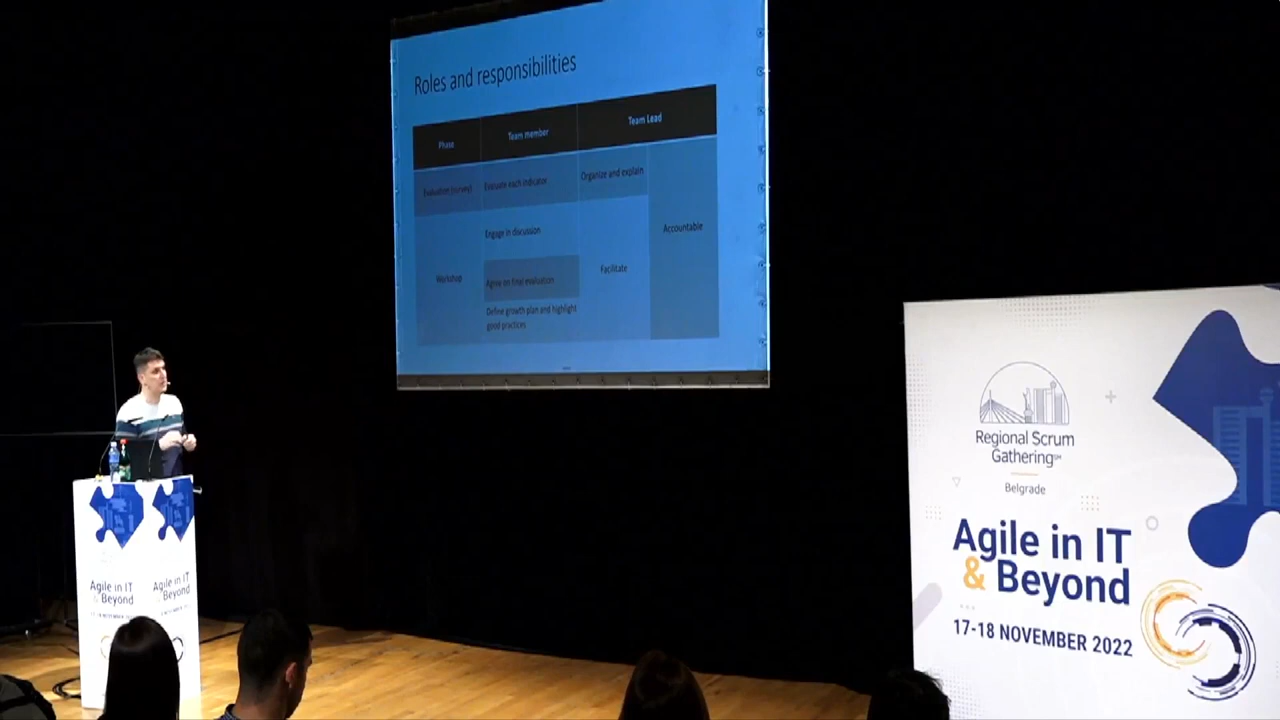 Roles and responsibilities
Phase
Team member
Team Lead
Evaluation (survey)
Evaluate each indicator
Organize and explain
Engage in discussion
Accountable
Workshop
Agree on final evaluation
Facilitate
Define growth plan and highlight
good practices
Regional Scrum
Gathering
Belgrade
Agile in IT
& Beyond
17-18 NOVEMBER 2022
Agile in IT
& Beyond
Agile in IT
& Beyond